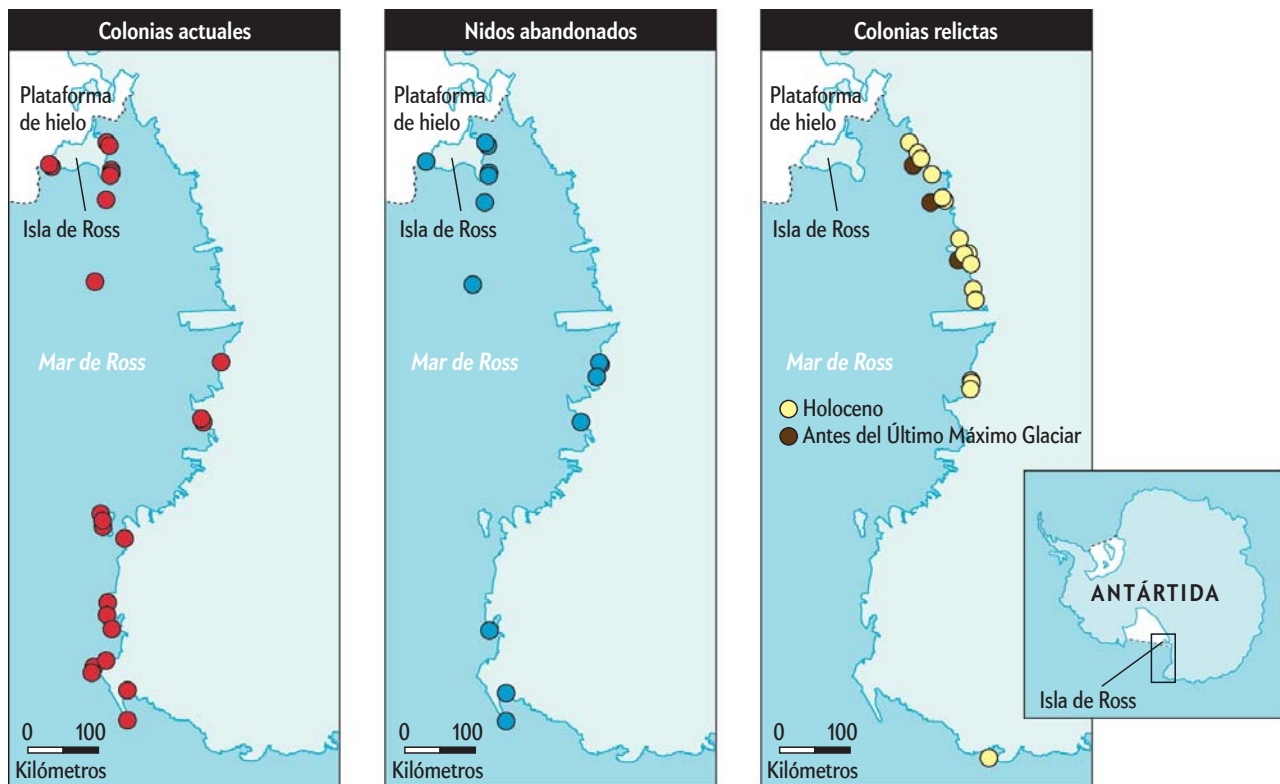 Colonias actuales
Plataforma
de hielo
Isla de Ross
Mar de Ross
0 100
Kilómetros
Nidos abandonados
Plataforma
de hielo
Isla de Ross
Mar de Ross
0 100
Kilómetros
Colonias relictas
Plataforma
de hielo
Isla de Ross
Mar de Ross
Holoceno
Antes del Último Máximo Glaciar
0 100
Kilómetros
ANTÁRTIDA
Isla de Ross